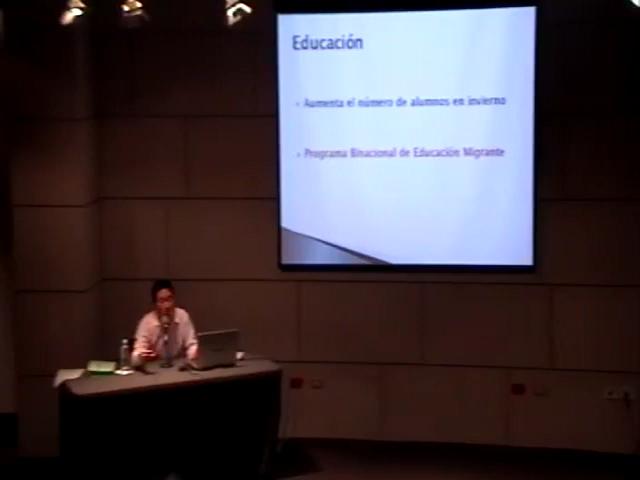 Educación
Aumenta el número de alumnos en invierno
Programa Binacional de Educación Migrante